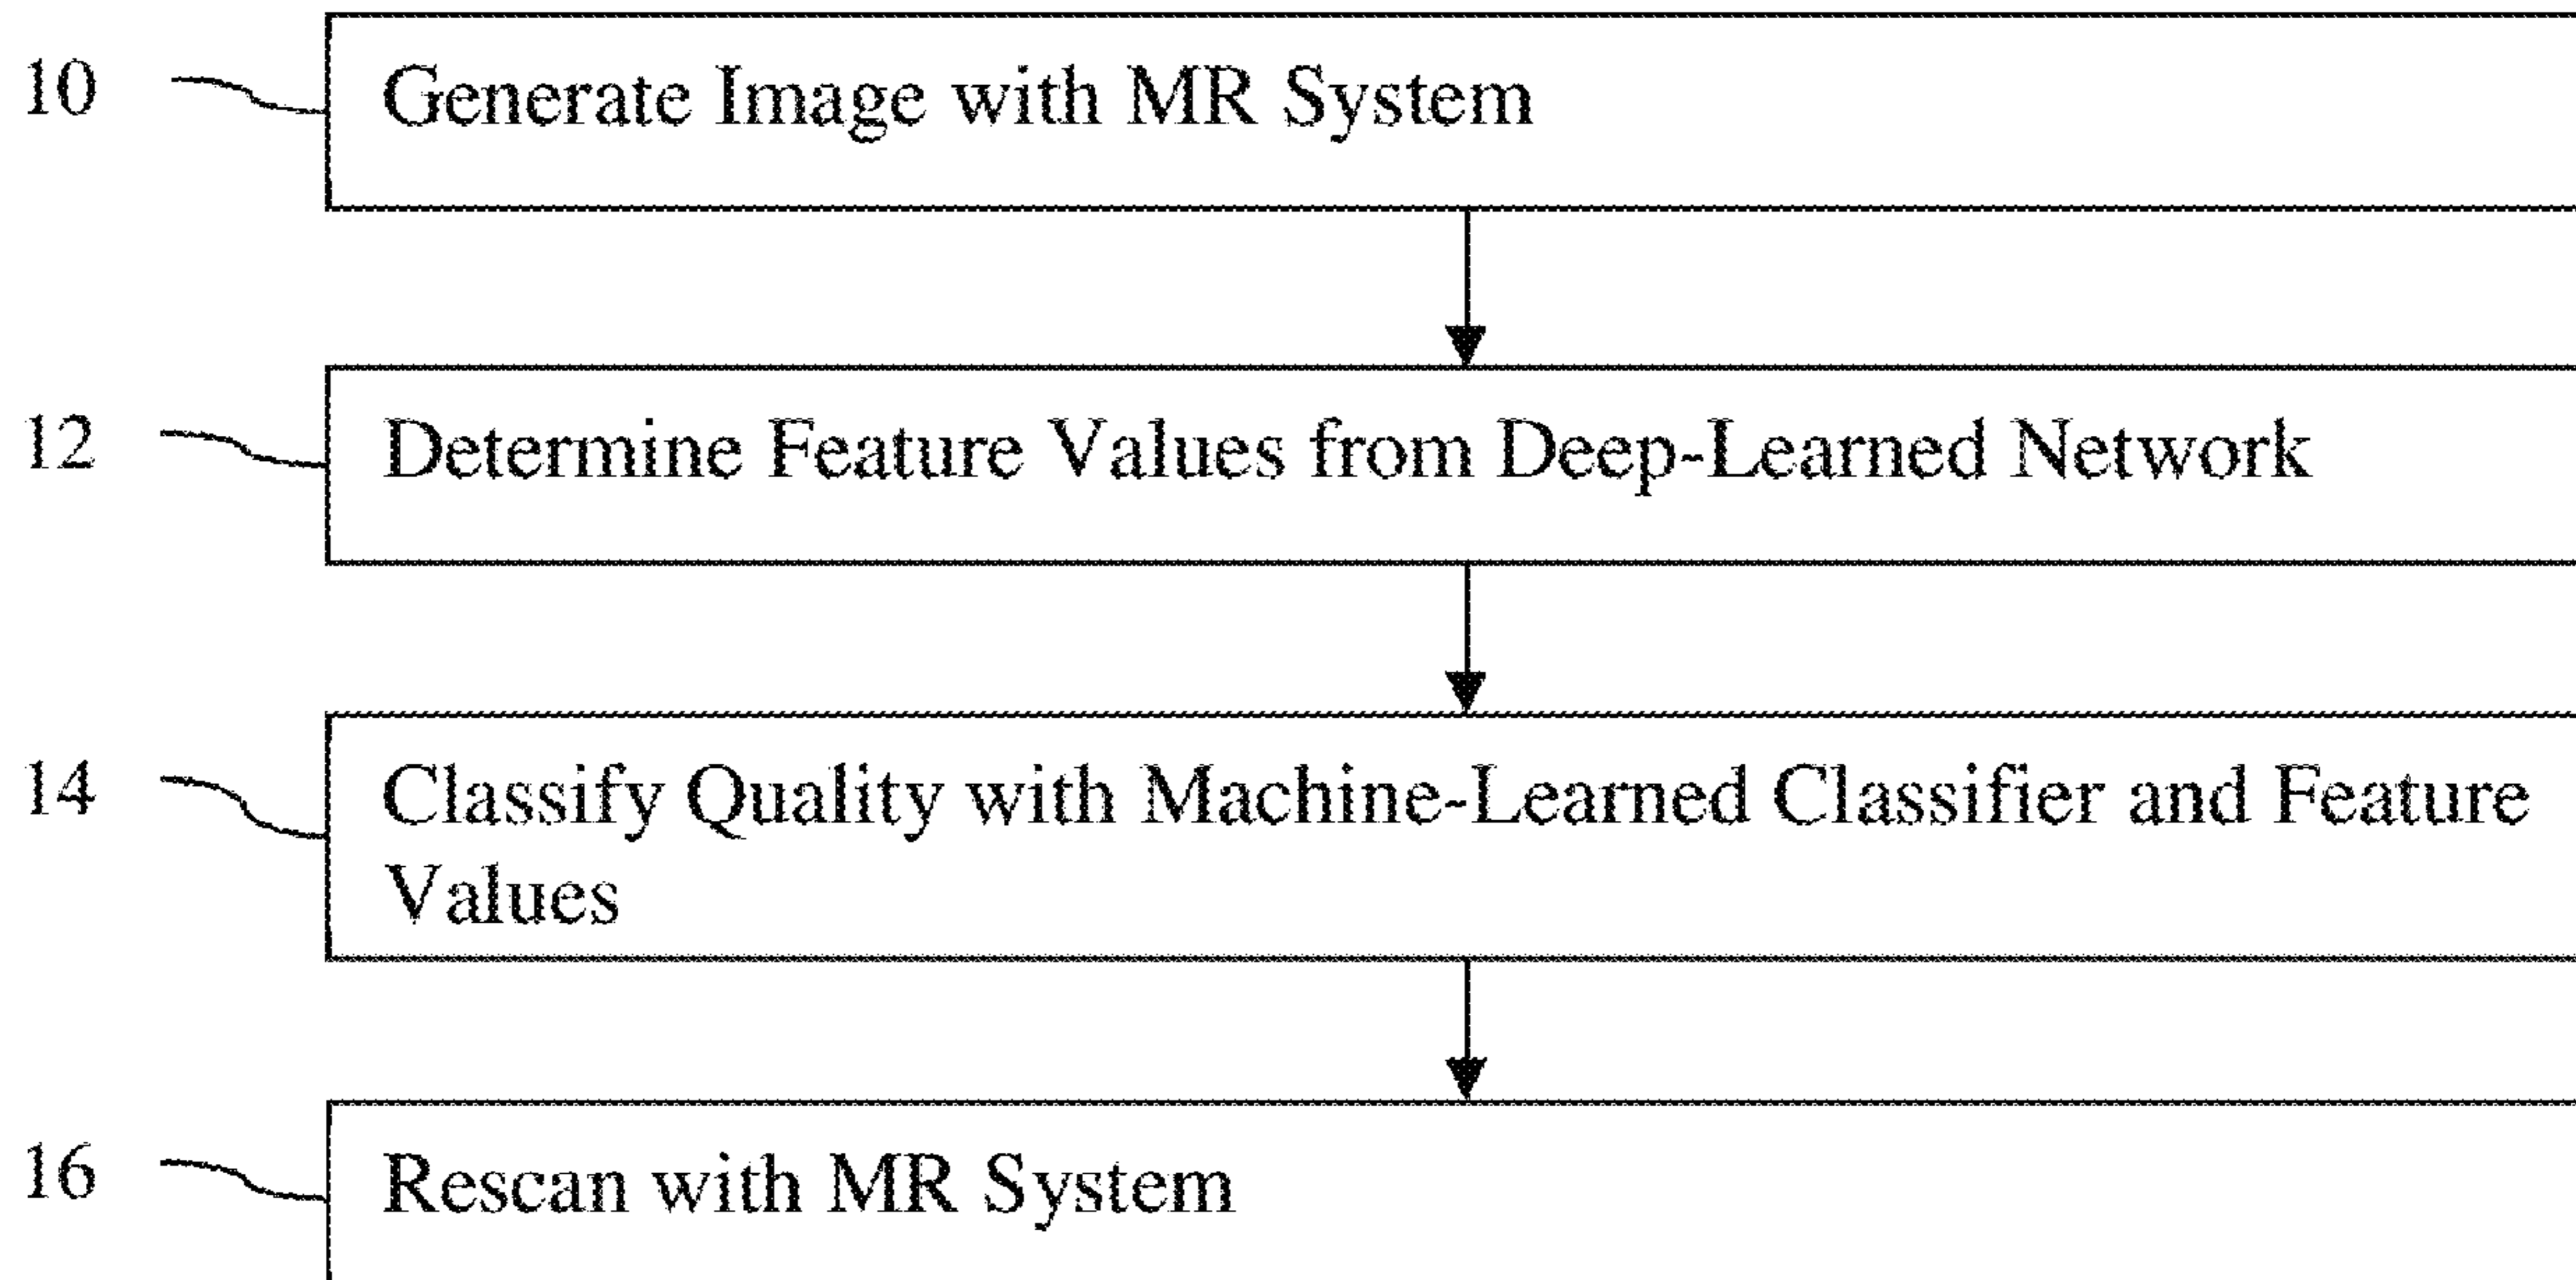 10 Generate Image with MR System
12 Determine Feature Values from Deep-Learned Network
14 Classify Quality with Machine-Learned Classifier and Feature
Values
16 Rescan with MR System